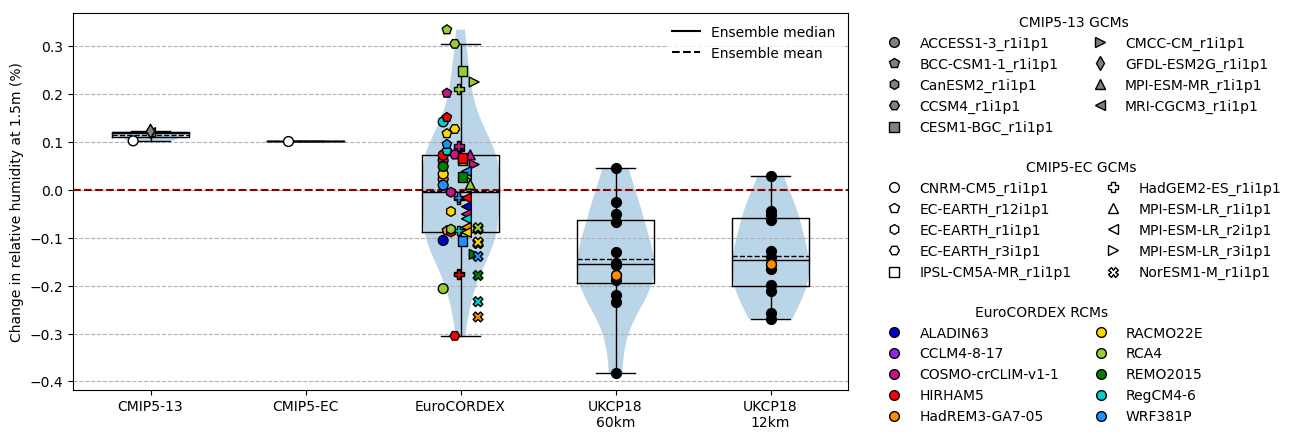 Change in relative humidity at 1.5m (%)
0.3
0.2
0.1
0.0
−0.1
−0.2
−0.3
−0.4
Ensemble median
Ensemble mean
CMIP5-13
CMIP5-EC
EuroCORDEX
UKCP18
60km
UKCP18
12km
CMIP5-13 GCMs
ACCESS1-3_r1i1p1
BCC-CSM1-1_r1i1p1
CanESM2_r1i1p1
CCSM4_r1i1p1
CESM1-BGC_r1i1p1
CMCC-CM_r1i1p1
GFDL-ESM2G_r1i1p1
MPI-ESM-MR_r1i1p1
MRI-CGCM3_r1i1p1
CMIP5-EC GCMs
CNRM-CM5_r1i1p1
EC-EARTH_r12i1p1
EC-EARTH_r1i1p1
EC-EARTH_r3i1p1
IPSL-CM5A-MR_r1i1p1
HadGEM2-ES_r1i1p1
MPI-ESM-LR_r1i1p1
MPI-ESM-LR_r2i1p1
MPI-ESM-LR_r3i1p1
NorESM1-M_r1i1p1
EuroCORDEX RCMs
ALADIN63
CCLM4-8-17
COSMO-crCLIM-v1-1
HIRHAM5
HadREM3-GA7-05
RACMO22E
RCA4
REMO2015
RegCM4-6
WRF381P